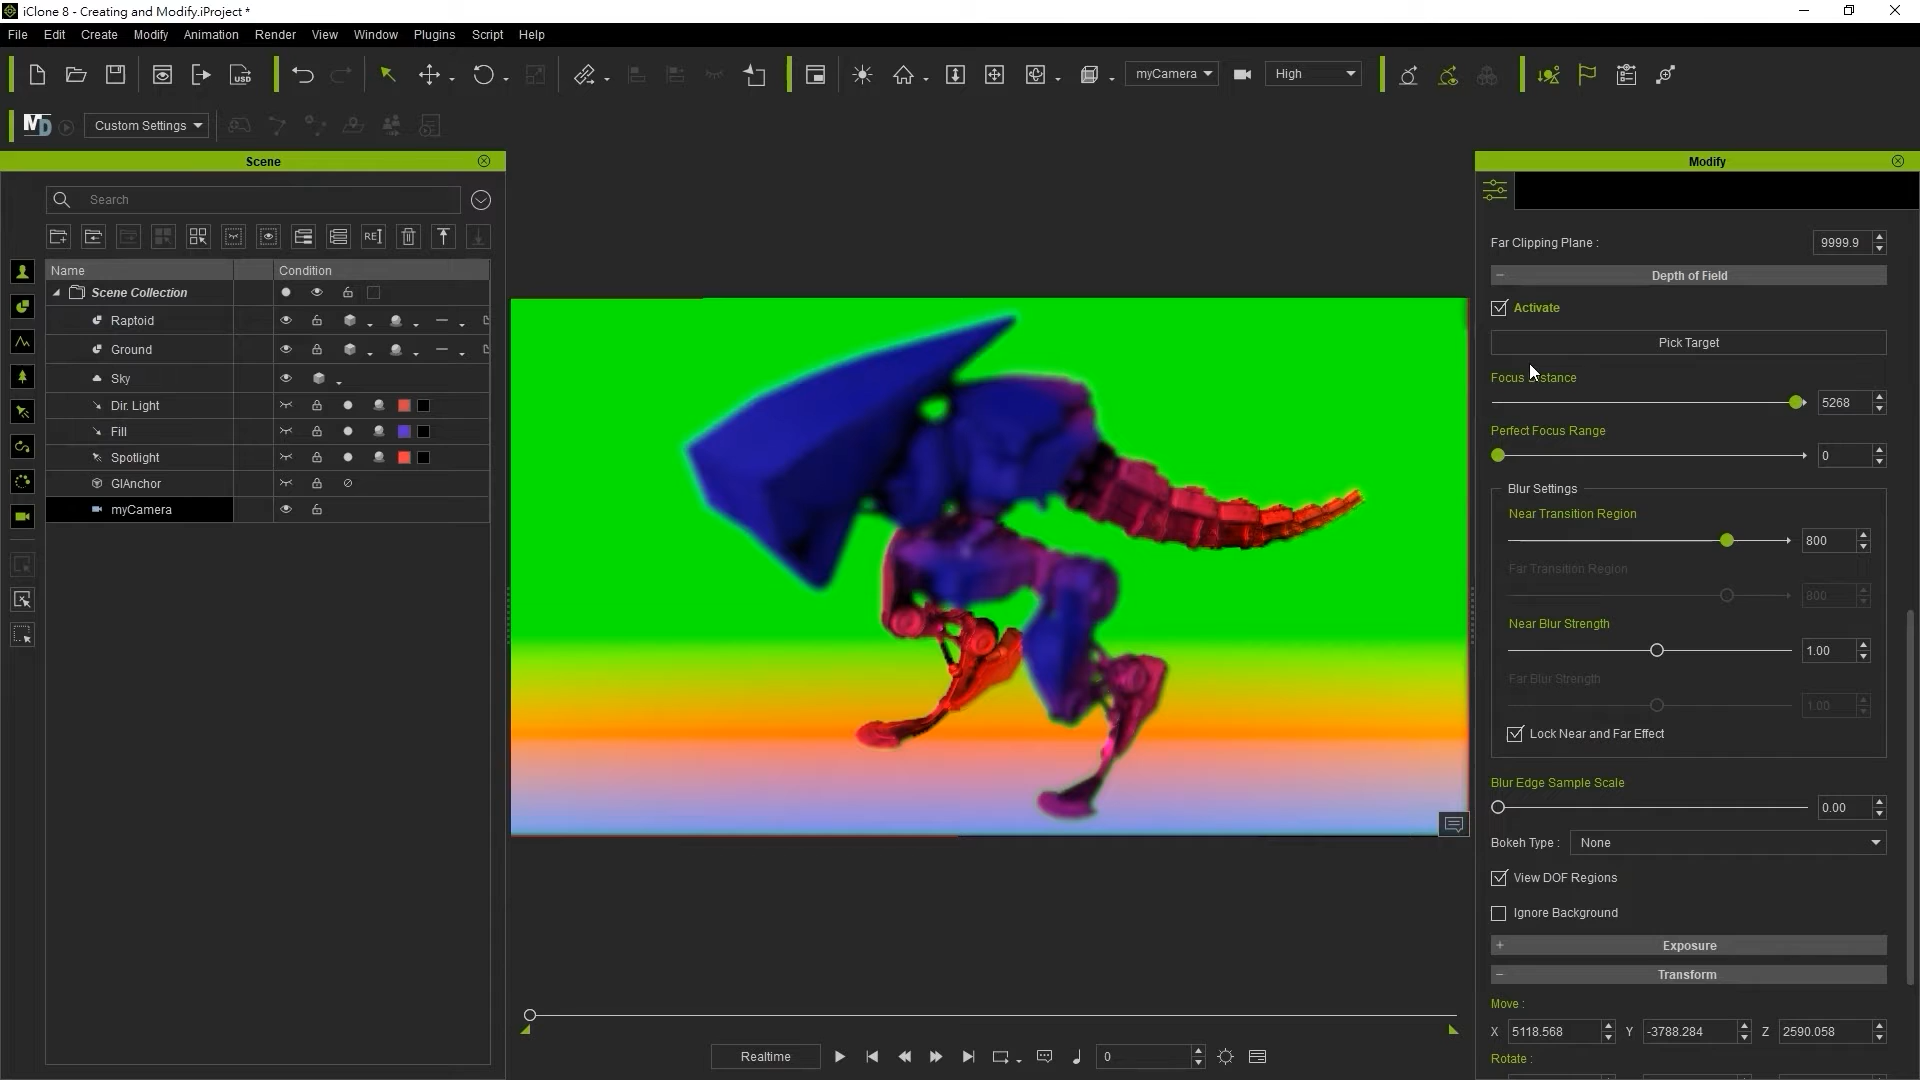 iClone 8 - Creating and Modify.iProject *
File Edit Create Modify Animation Render View Window Plugins Script Help
USD
myCamera
High
MD
Custom Settings
Scene
Search
RE
Name
Condition
Scene Collection
Raptoid
Ground
Sky
Dir. Light
Fill
Spotlight
GIAnchor
myCamera
Realtime
0
Modify
Far Clipping Plane : 9999.9
Depth of Field
Activate
Pick Target
Focus
5268
Perfect Focus Range
0
Blur Settings
Near Transition Region
800
Far Transition Region
800
Near Blur Strength
1.00
Far Blur Strength
1.00
Lock Near and Far Effect
Blur Edge Sample Scale
0.00
Bokeh Type : None
View DOF Regions
Ignore Background
Exposure
Transform
Move :
X 5118.568 Y -3788.284 Z 2590.058
Rotate :